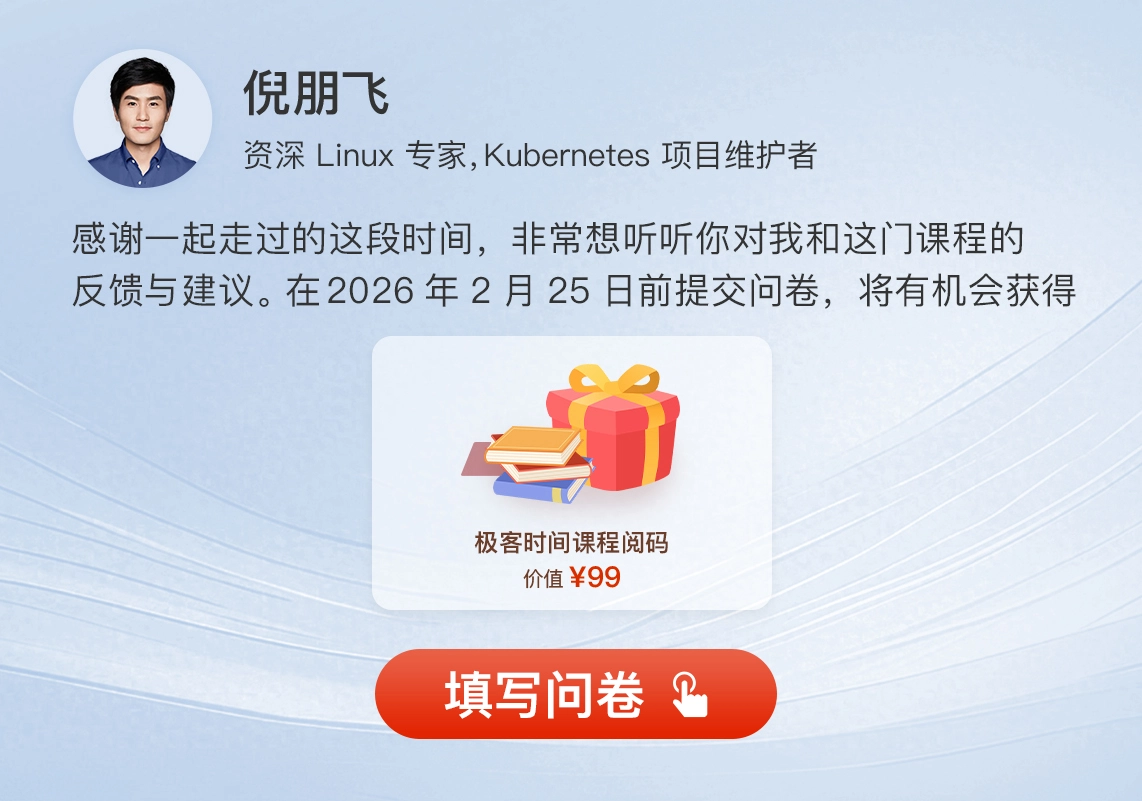 倪朋飞
资深 Linux 专家,Kubernetes 项目维护者
感谢一起走过的这段时间，非常想听听你对我和这门课程的
反馈与建议。在2026 年 2 月 25 日前提交问卷，将有机会获得
极客时间课程阅码
价值 ¥99
填写问卷